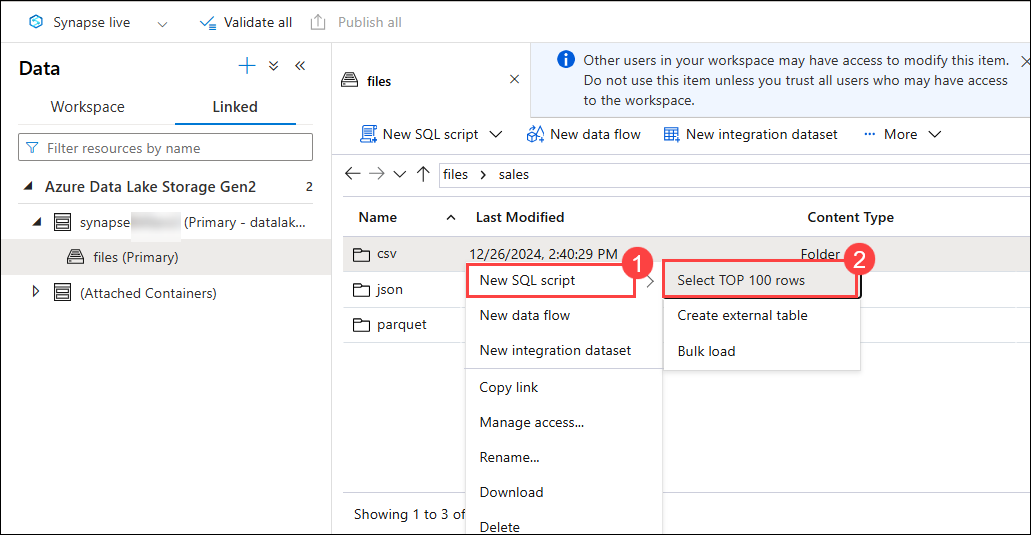 Synapse live
Validate all
Publish all
Data
Workspace
Linked
Filter resources by name
Azure Data Lake Storage Gen2 2
synapse (Primary - datalak...
files (Primary)
(Attached Containers)
files
Other users in your workspace may have access to modify this item.
Do not use this item unless you trust all users who may have access
to the workspace.
New SQL script
New data flow
New integration dataset
More
files > sales
Name Last Modified Content Type
csv 12/26/2024, 2:40:29 PM Folder
json
parquet
1
New SQL script
New data flow
New integration dataset
Copy link
Manage access...
Rename...
Download
Delete
2
Select TOP 100 rows
Create external table
Bulk load
Showing 1 to 3 of